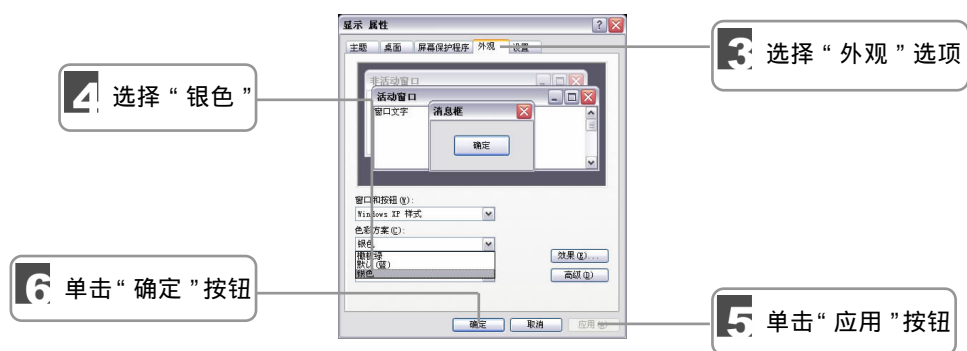 显示 属性
主题 桌面 屏幕保护程序 外观 设置
3 选择“外观”选项
4 选择“银色”
非活动窗口
活动窗口
窗口文字
消息框
确定
窗口和按钮(W):
Windows XP 样式
色彩方案(C):
银色
橄榄绿
默认(蓝)
银色
效果(E)...
高级(D)
6 单击“确定”按钮
确定 取消 应用(A)
5 单击“应用”按钮